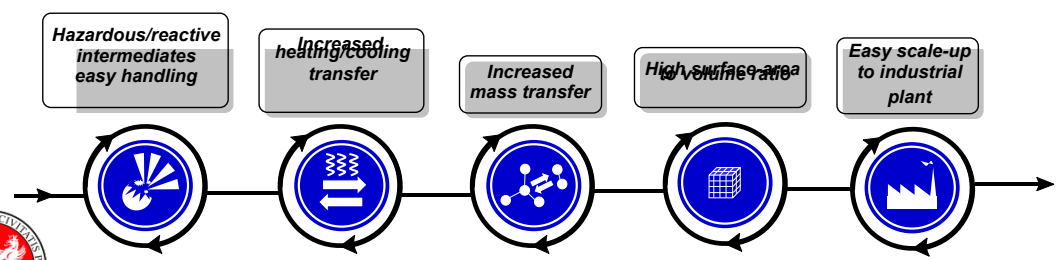 Hazardous/reactive
intermediates
easy handling
Increased
heating/cooling
transfer
Increased
mass transfer
High surface-area
to volume ratio
Easy scale-up
to industrial
plant
CIVITATIS P